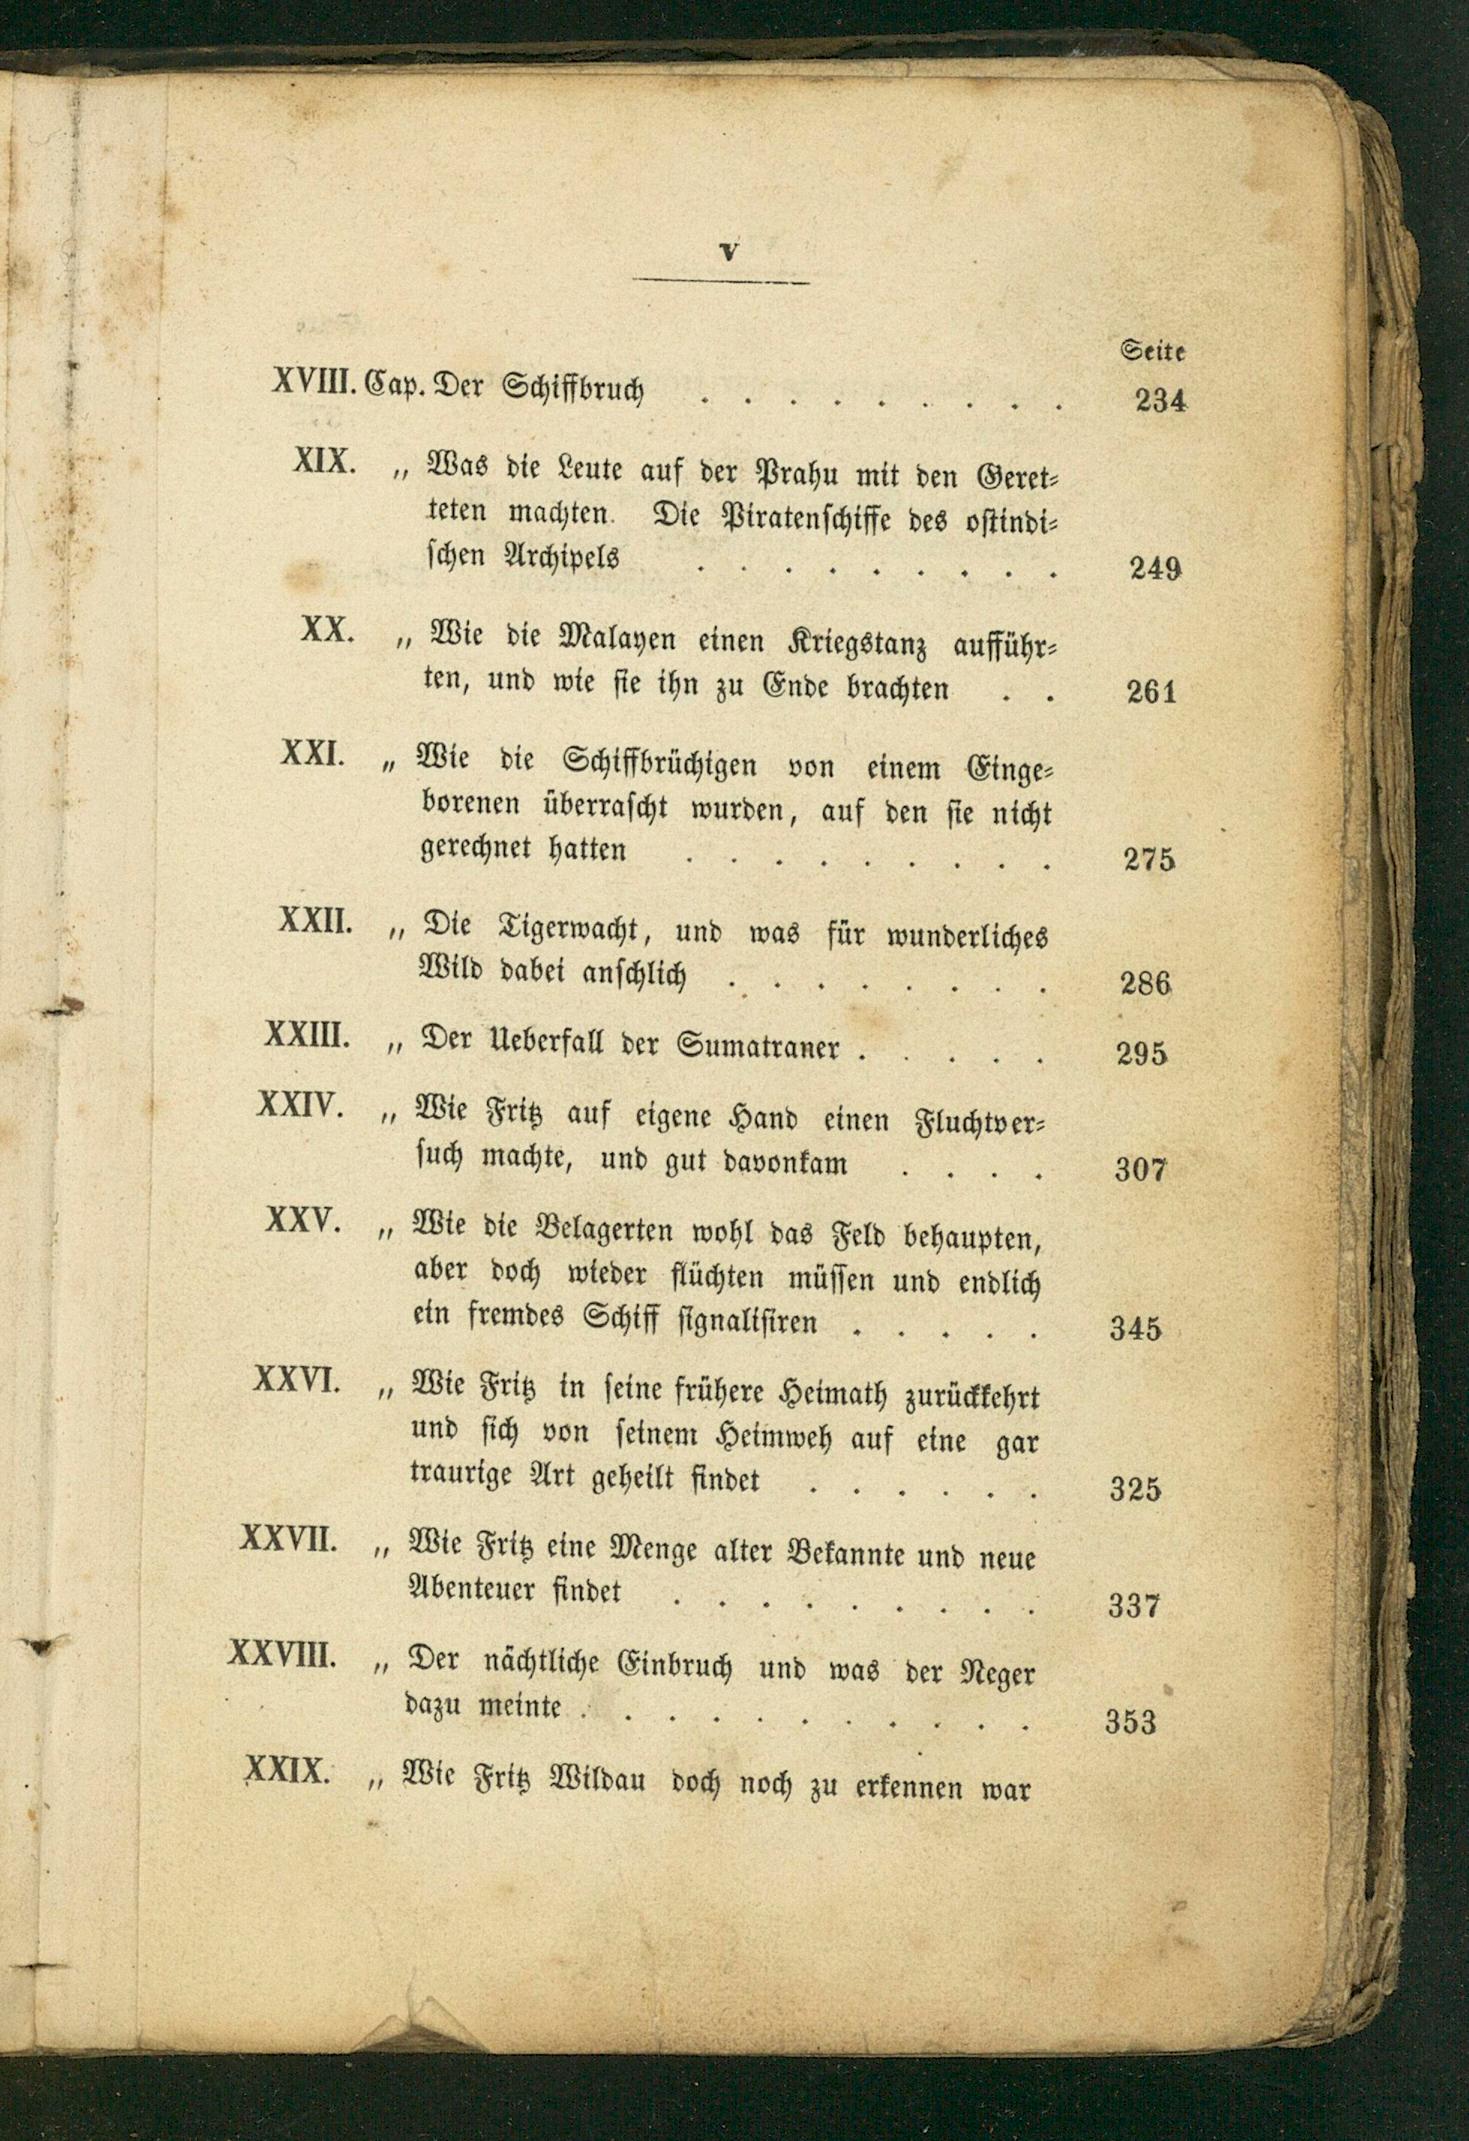 v
Seite
XVIII. Cap. Der Schiffbruch . . . . . . . . . 234
XIX. „ Was die Leute auf der Prahu mit den Geret-
teten machten. Die Piratenschiffe des ostindi-
schen Archipels . . . . . . . . . 249
XX. „ Wie die Malayen einen Kriegstanz aufführ-
ten, und wie sie ihn zu Ende brachten . . 261
XXI. „ Wie die Schiffbrüchigen von einem Einge-
borenen überrascht wurden, auf den sie nicht
gerechnet hatten . . . . . . . . . 275
XXII. „ Die Tigerwacht, und was für wunderliches
Wild dabei anschlich . . . . . . . . 286
XXIII. „ Der Ueberfall der Sumatraner . . . . . 295
XXIV. „ Wie Fritz auf eigene Hand einen Fluchtver-
such machte, und gut davonkam . . . . 307
XXV. „ Wie die Belagerten wohl das Feld behaupten,
aber doch wieder flüchten müssen und endlich
ein fremdes Schiff signalisiren . . . . . 345
XXVI. „ Wie Fritz in seine frühere Heimath zurückkehrt
und sich von seinem Heimweh auf eine gar
traurige Art geheilt findet . . . . . . 325
XXVII. „ Wie Fritz eine Menge alter Bekannte und neue
Abenteuer findet . . . . . . . . . 337
XXVIII. „ Der nächtliche Einbruch und was der Neger
dazu meinte . . . . . . . . . . . 353
XXIX. „ Wie Fritz Wildau doch noch zu erkennen war